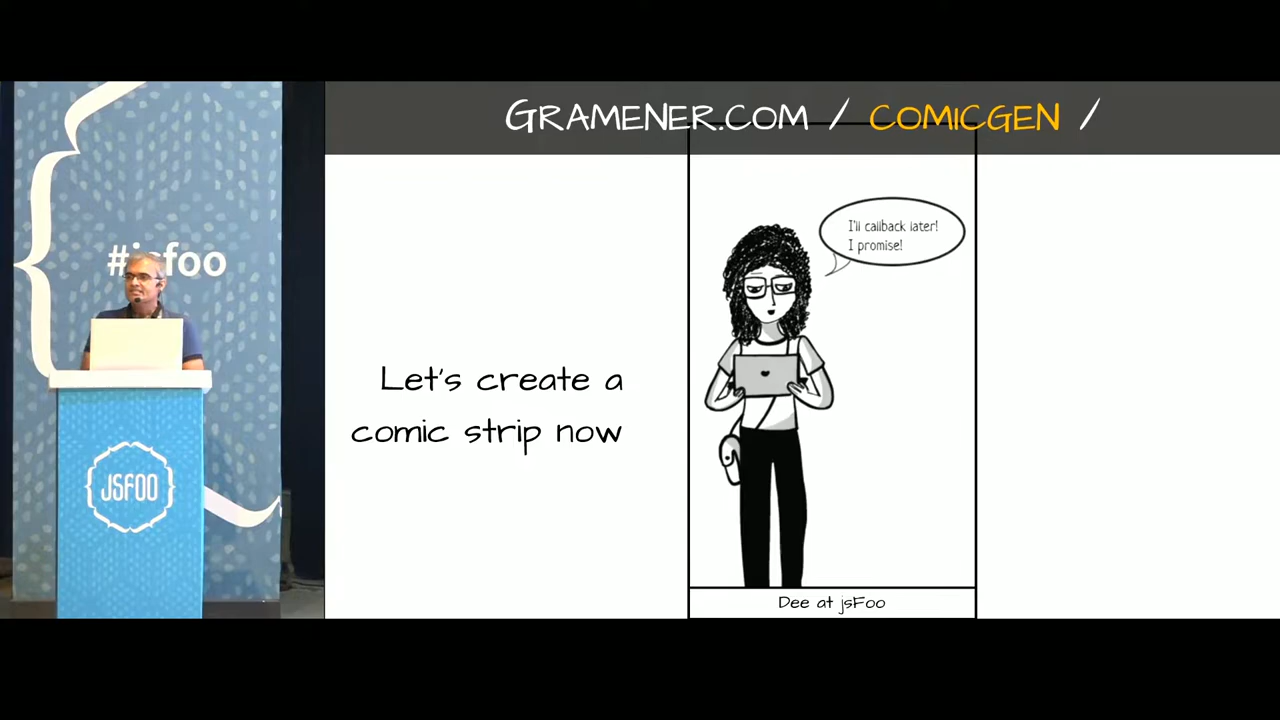 GRAMENER.COM / COMICGEN /
#jsfoo
JSFOO
Let's create a
comic strip now
I'll callback later!
I promise!
Dee at jsFoo